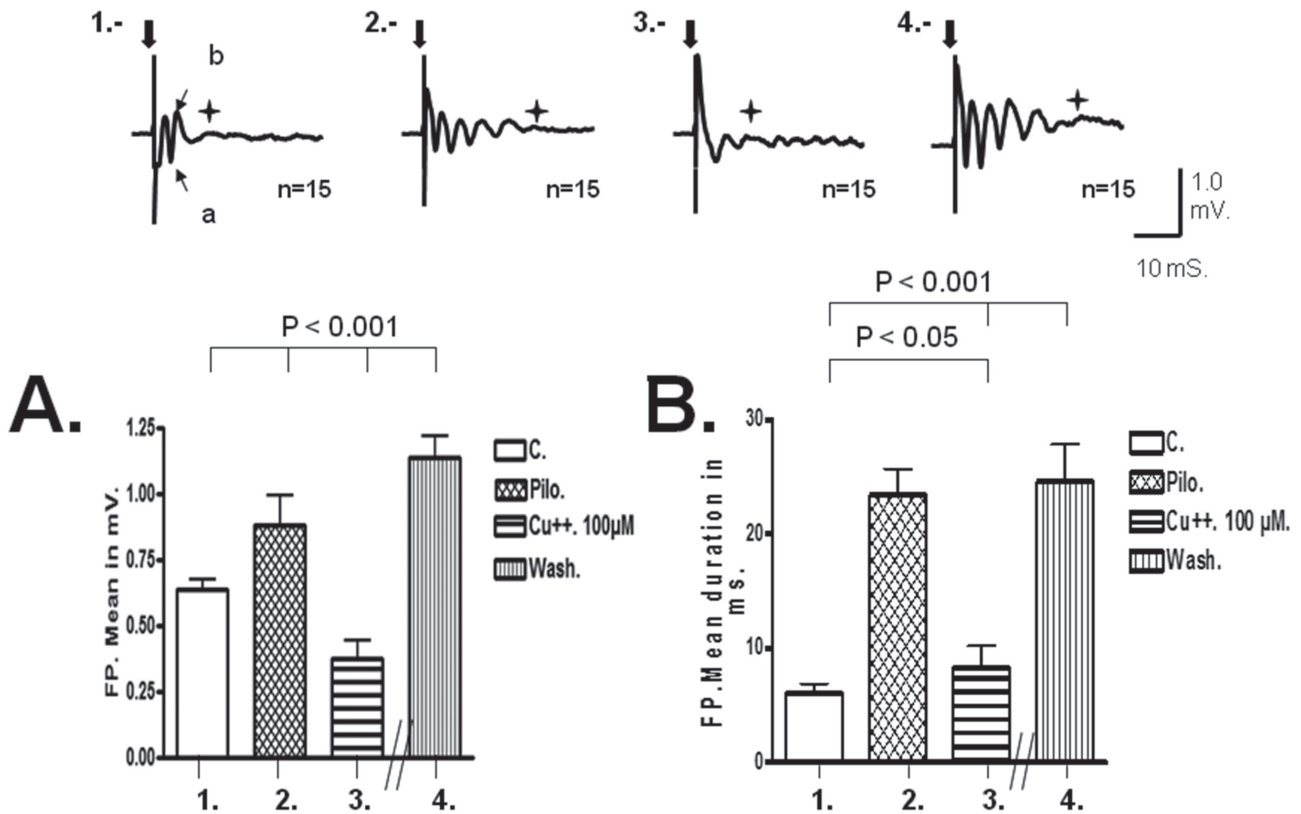 1.- 2.- 3.- 4.-
b
a
n=15 n=15 n=15 n=15
1.0
mV.
10 mS.
P < 0.001
P < 0.001
P < 0.05
A.
FP. Mean in mV.
1.25
1.00
0.75
0.50
0.25
0.00
1. 2. 3. 4.
C.
Pilo.
Cu++. 100µM
Wash.
B.
FP.Mean duration in
ms.
30
20
10
0
1. 2. 3. 4.
C.
Pilo.
Cu++. 100 µM.
Wash.